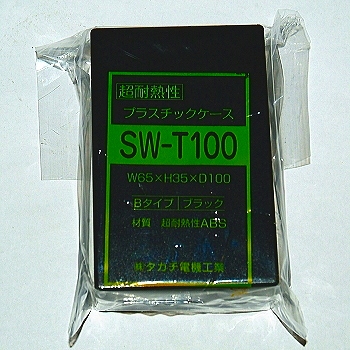 超耐熱性
プラスチックケース
SW-T100
W65×H35×D100
Bタイプ ブラック
材質 超耐熱性ABS
㈱タカチ電機工業